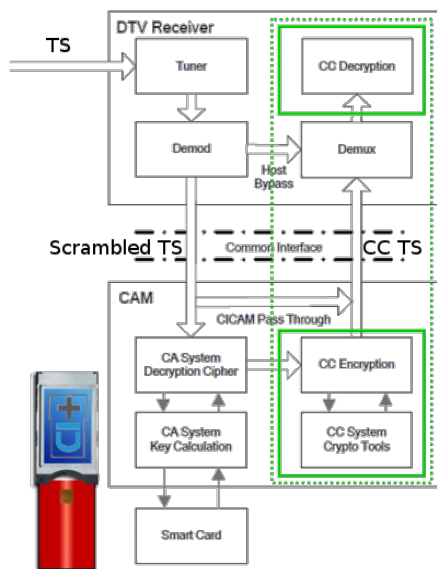 DTV Receiver
TS
Tuner
CC Decryption
Demod
Demux
Host
Bypass
Scrambled TS
Common Interface
CC TS
CAM
CICAM Pass Through
CA System
Decryption Cipher
CC Encryption
CA System
Key Calculation
CC System
Crypto Tools
Smart Card
CI+